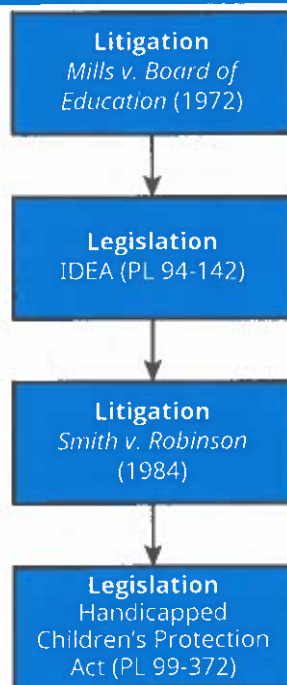 Litigation
Mills v. Board of
Education (1972)
Legislation
IDEA (PL 94-142)
Litigation
Smith v. Robinson
(1984)
Legislation
Handicapped
Children's Protection
Act (PL 99-372)